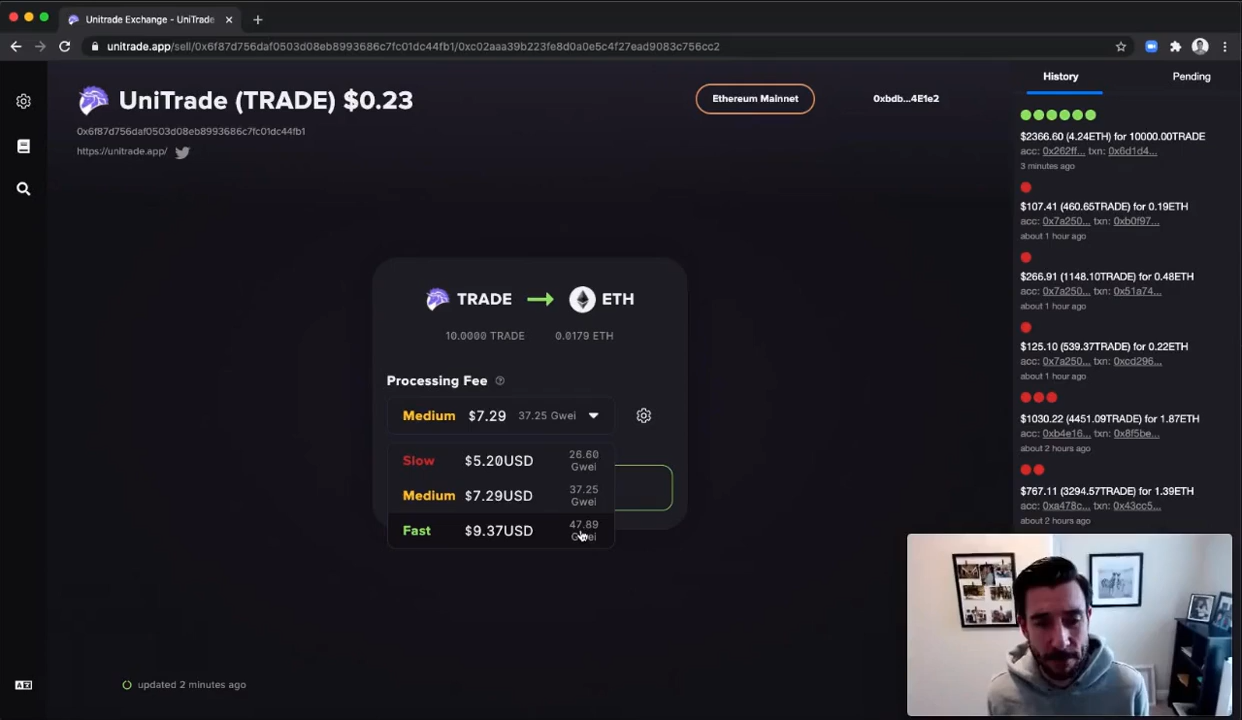 Unitrade Exchange - UniTrade
unitrade.app/sell/0x6f87d756daf0503d08eb8993686c7fc01dc44fb1/0xc02aaa39b223fe8d0a0e5c4f27ead9083c756cc2
UniTrade (TRADE) $0.23
0x6f87d756daf0503d08eb8993686c7fc01dc44fb1
https://unitrade.app/
Ethereum Mainnet
0xbdb...4E1e2
TRADE
ETH
10.0000 TRADE
0.0179 ETH
Processing Fee
Medium $7.29 37.25 Gwei
Slow $5.20USD 26.60 Gwei
Medium $7.29USD 37.25 Gwei
Fast $9.37USD 47.89 Gwei
updated 2 minutes ago
History
Pending
$2366.60 (4.24ETH) for 10000.00TRADE
acc: 0x262ff... txn: 0x6d1d4...
3 minutes ago
$107.41 (460.65TRADE) for 0.19ETH
acc: 0x7a250... txn: 0xb0f97...
about 1 hour ago
$266.91 (1148.10TRADE) for 0.48ETH
acc: 0x7a250... txn: 0x51a74...
about 1 hour ago
$125.10 (539.37TRADE) for 0.22ETH
acc: 0x7a250... txn: 0xcd296...
about 1 hour ago
$1030.22 (4451.09TRADE) for 1.87ETH
acc: 0xb4e16... txn: 0x8f5be...
about 2 hours ago
$767.11 (3294.57TRADE) for 1.39ETH
acc: 0xa478c... txn: 0x43cc5...
about 2 hours ago